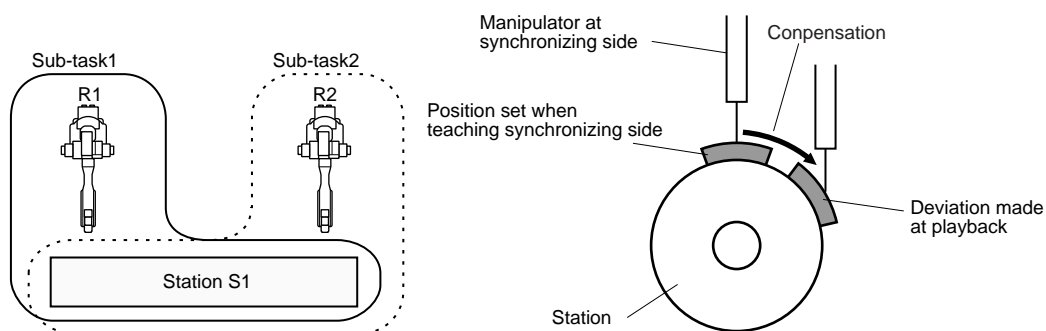 Sub-task1
Sub-task2
R1
R2
Station S1
Manipulator at
synchronizing side
Conpensation
Position set when
teaching synchronizing side
Deviation made
at playback
Station